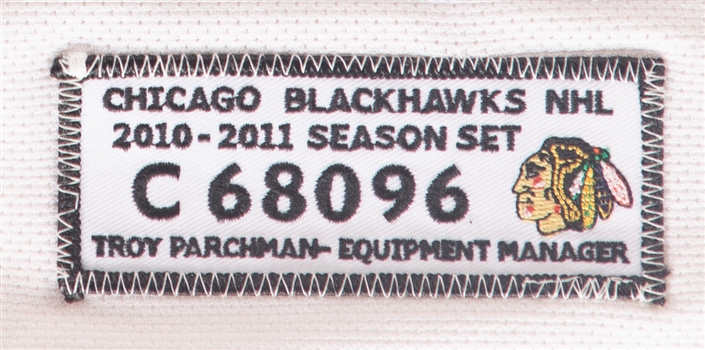 CHICAGO BLACKHAWKS NHL
2010-2011 SEASON SET
C 68096
TROY PARCHMAN- EQUIPMENT MANAGER